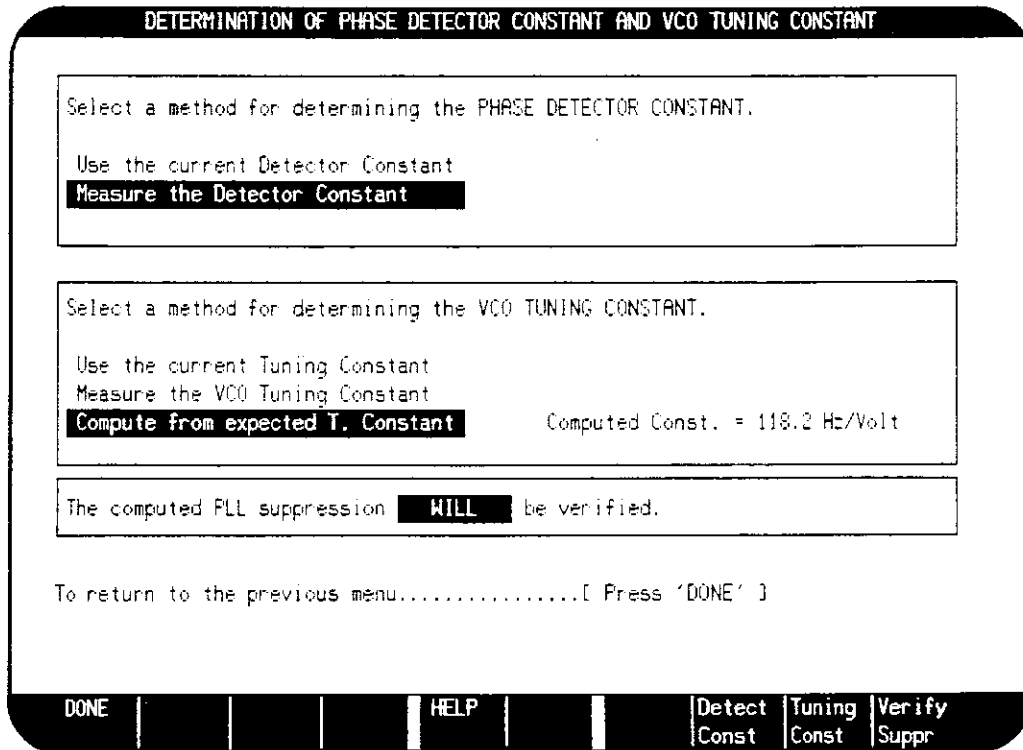 DETERMINATION OF PHASE DETECTOR CONSTANT AND VCO TUNING CONSTANT
Select a method for determining the PHASE DETECTOR CONSTANT.
Use the current Detector Constant
Measure the Detector Constant
Select a method for determining the VCO TUNING CONSTANT.
Use the current Tuning Constant
Measure the VCO Tuning Constant
Compute from expected T. Constant Computed Const. = 118.2 Hz/Volt
The computed PLL suppression WILL be verified.
To return to the previous menu................[ Press 'DONE' ]
DONE HELP Detect Tuning Verify
Const Const Suppr